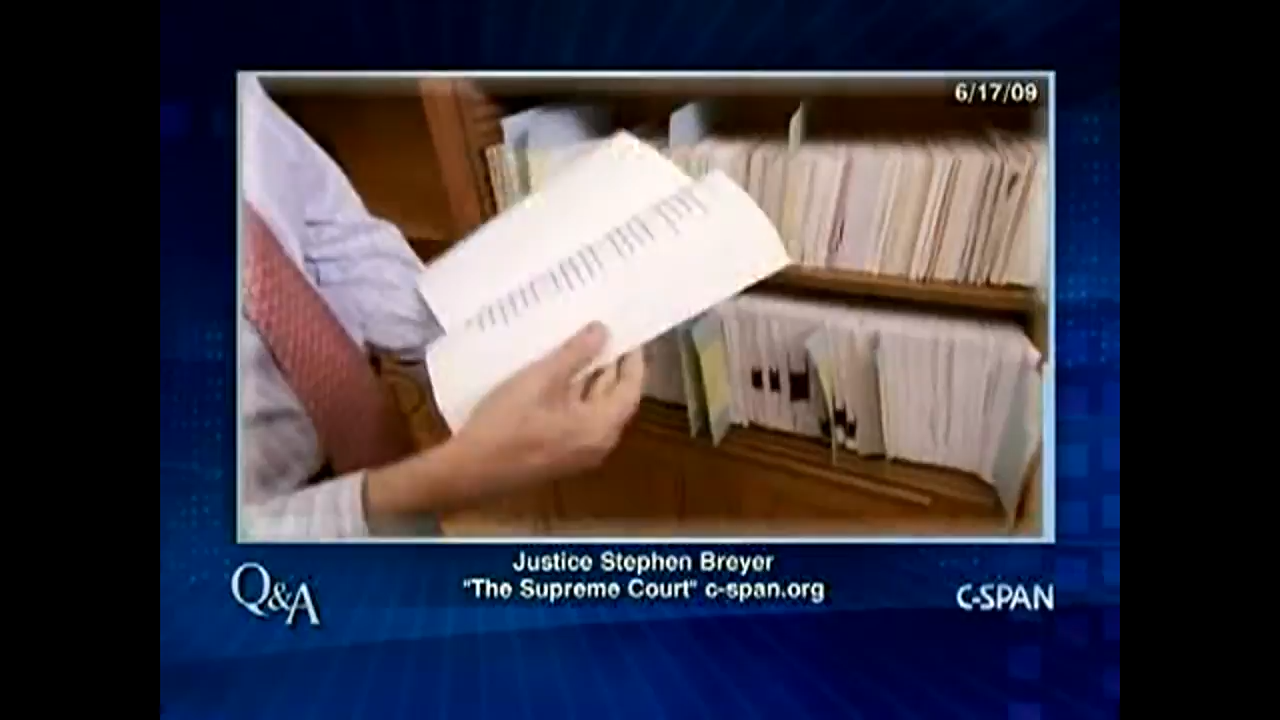 6/17/09
Justice Stephen Breyer
"The Supreme Court" c-span.org
Q&A
C-SPAN